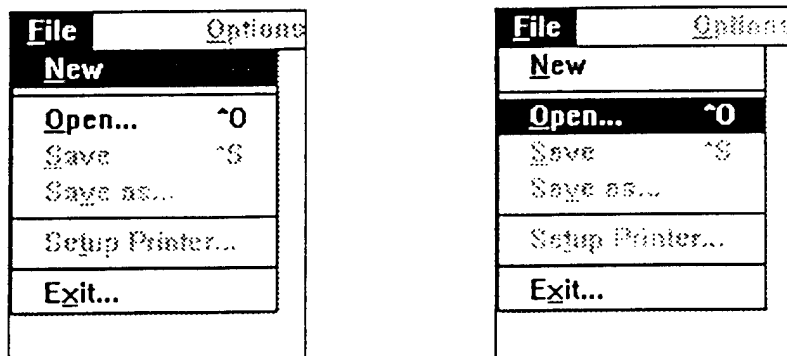 File Options
New
Open... ^O
Save ^S
Save as...
Setup Printer...
Exit...
File Options
New
Open... ^O
Save ^S
Save as...
Setup Printer...
Exit...